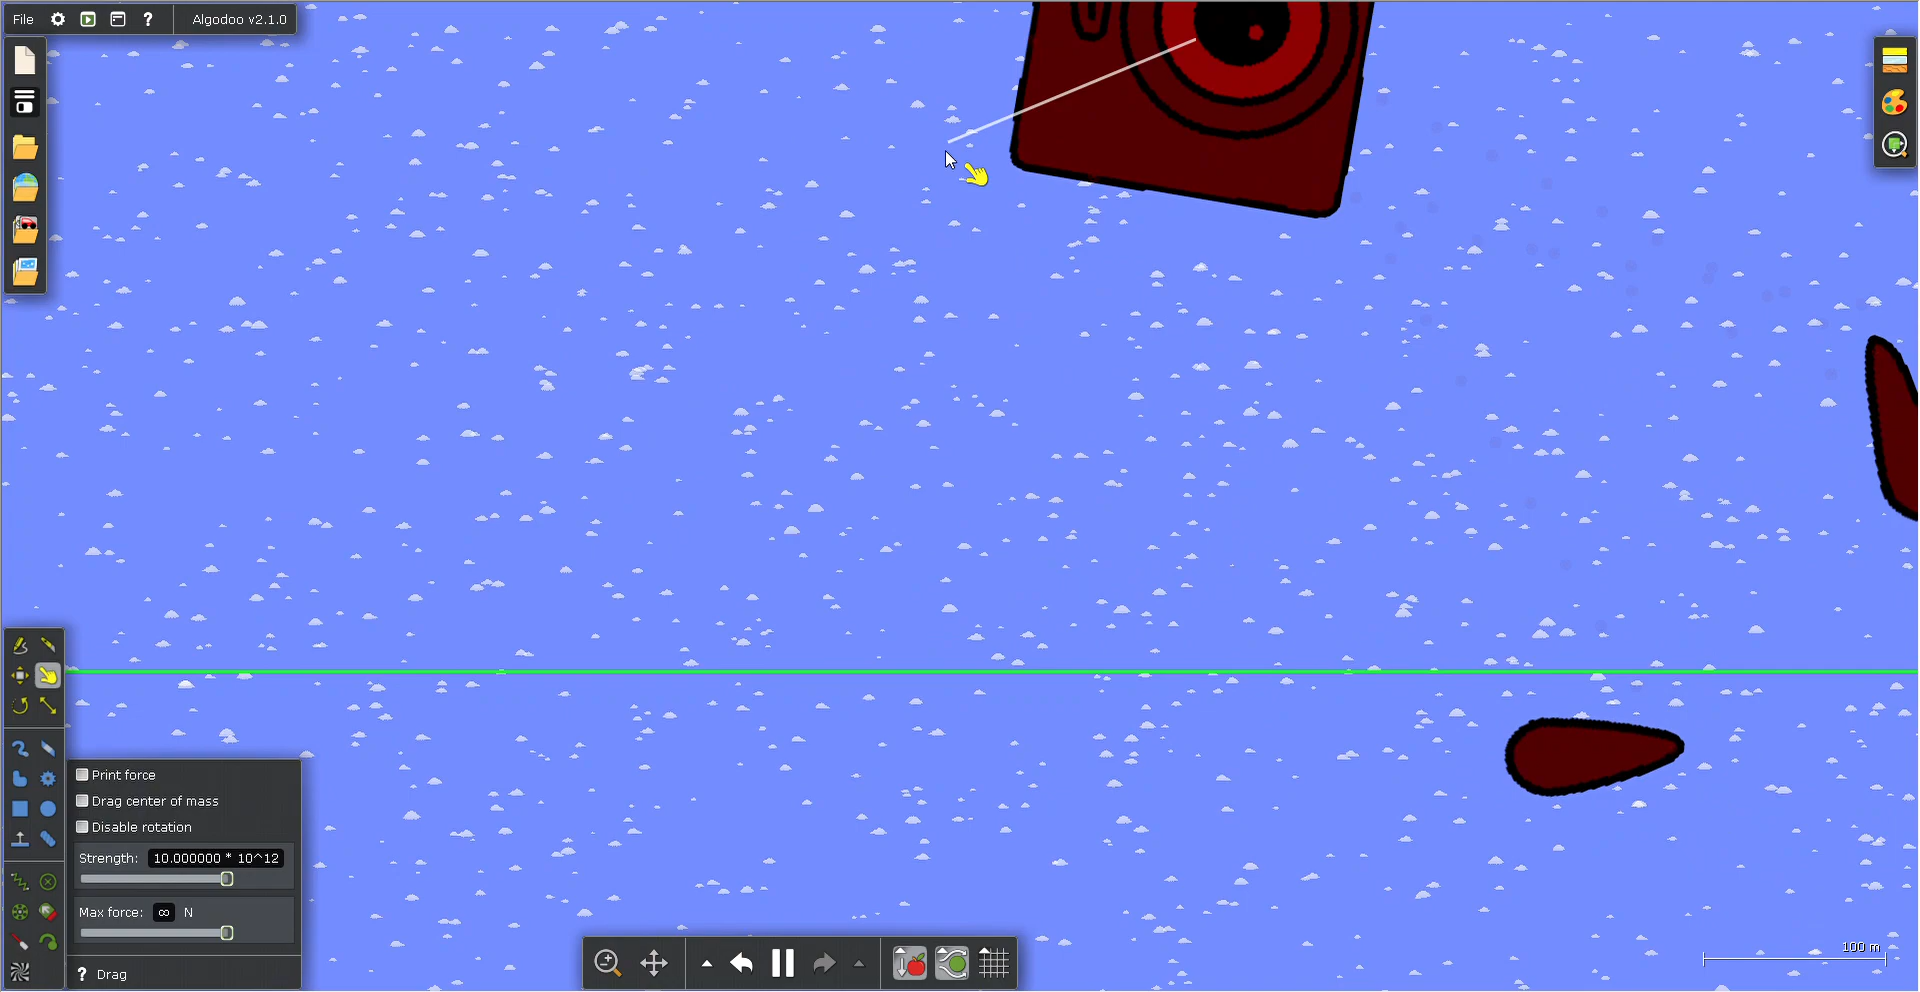 File ? Algodoo v2.1.0
Print force
Drag center of mass
Disable rotation
Strength: 10.000000 * 10^12
Max force: ∞ N
? Drag
100 m